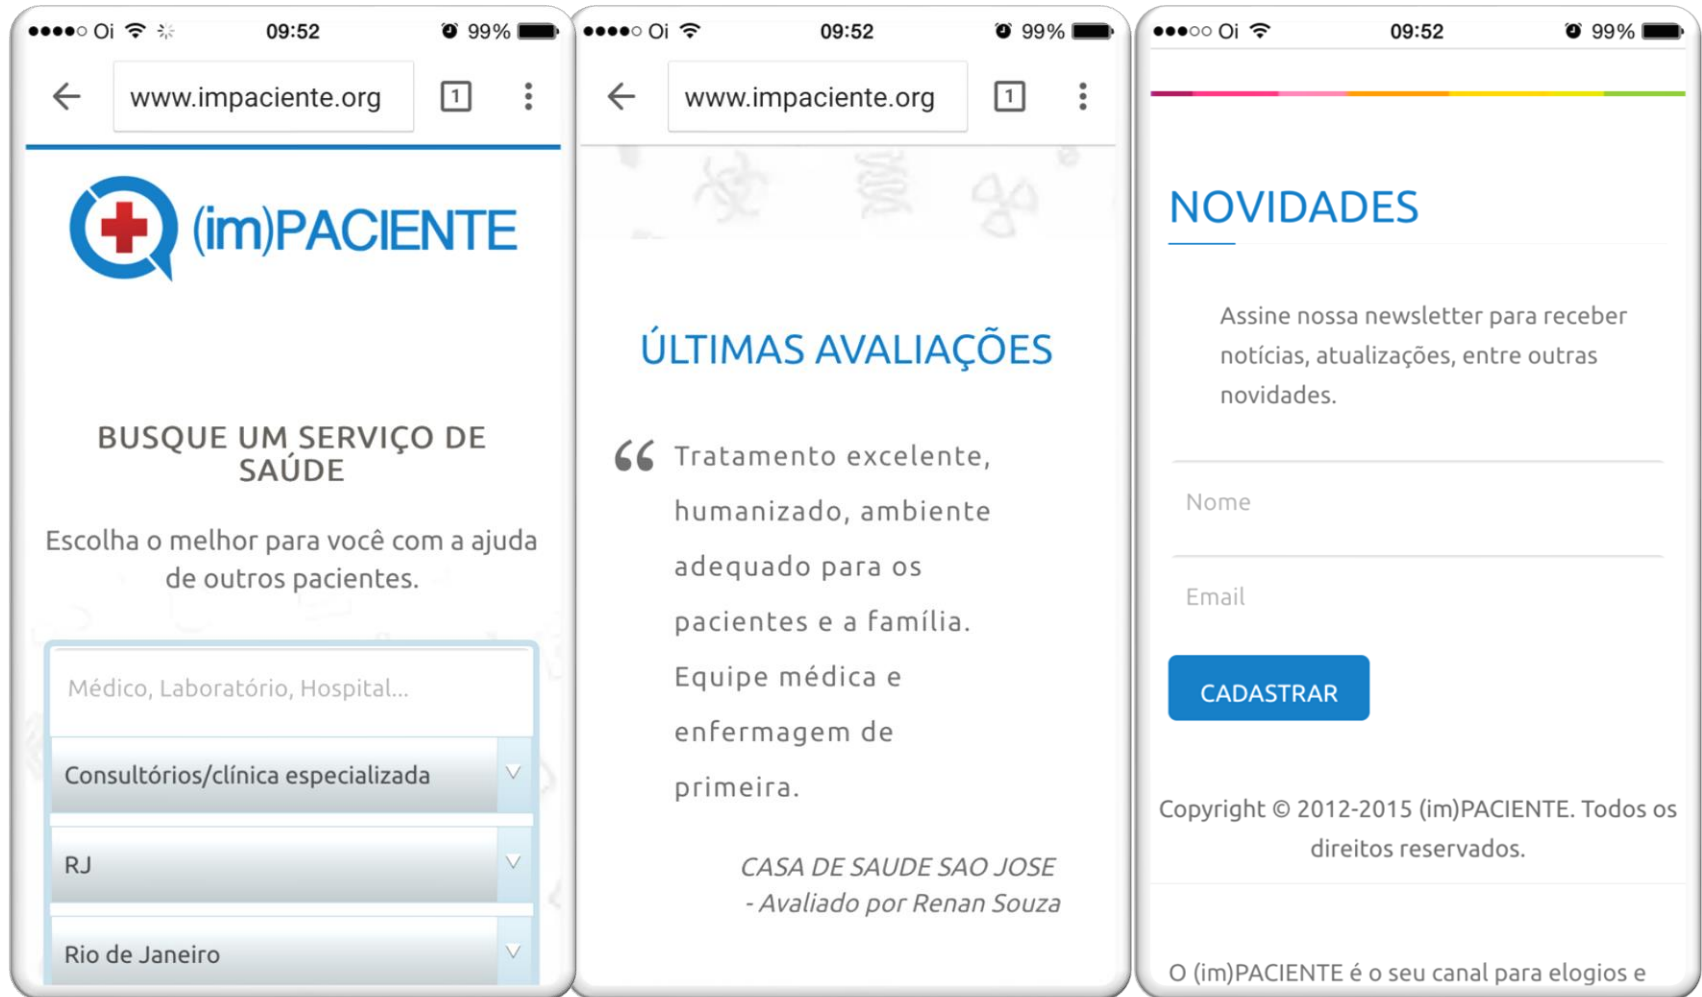 Oi 09:52 99%
www.impaciente.org 1
(im)PACIENTE
BUSQUE UM SERVIÇO DE
SAÚDE
Escolha o melhor para você com a ajuda
de outros pacientes.
Médico, Laboratório, Hospital...
Consultórios/clínica especializada
RJ
Rio de Janeiro
Oi 09:52 99%
www.impaciente.org 1
ÚLTIMAS AVALIAÇÕES
“ Tratamento excelente,
humanizado, ambiente
adequado para os
pacientes e a família.
Equipe médica e
enfermagem de
primeira.
CASA DE SAUDE SAO JOSE
- Avaliado por Renan Souza
Oi 09:52 99%
NOVIDADES
Assine nossa newsletter para receber
notícias, atualizações, entre outras
novidades.
Nome
Email
CADASTRAR
Copyright © 2012-2015 (im)PACIENTE. Todos os
direitos reservados.
O (im)PACIENTE é o seu canal para elogios e